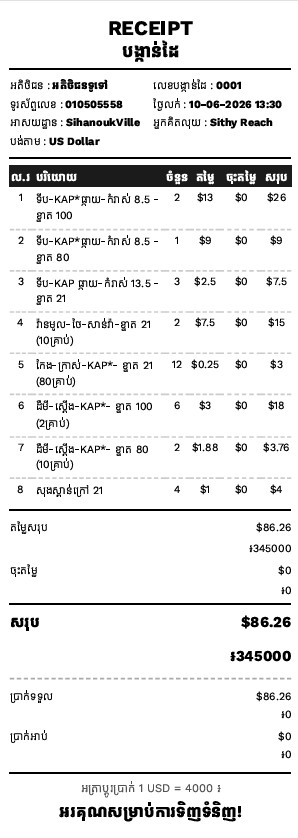 RECEIPT
បង្កាន់ដៃ
អតិថិជន : អតិថិជនទូទៅ លេខបង្កាន់ដៃ : 0001
ទូរស័ព្ទលេខ : 010505558 ថ្ងៃលក់ : 10-06-2026 13:30
អាសយដ្ឋាន : SihanoukVille អ្នកគិតលុយ : Sithy Reach
បង់តាម : US Dollar
ល.រ បរិយាយ ចំនួន តម្លៃ ចុះតម្លៃ សរុប
1 ទីប-KAP*ផ្កាយ-កំរាស់ 8.5 - 2 $13 $0 $26
ខ្នាត 100
2 ទីប-KAP*ផ្កាយ-កំរាស់ 8.5 - 1 $9 $0 $9
ខ្នាត 80
3 ទីប-KAP ផ្កាយ-កំរាស់ 13.5 - 3 $2.5 $0 $7.5
ខ្នាត 21
4 វ៉ានមូល-ថៃ-សាន់វ៉ា-ខ្នាត 21 2 $7.5 $0 $15
(10គ្រាប់)
5 កែង-ក្រាស់-KAP*- ខ្នាត 21 12 $0.25 $0 $3
(80គ្រាប់)
6 ដឺមី-ស្តើង-KAP*- ខ្នាត 100 6 $3 $0 $18
(2គ្រាប់)
7 ដឺមី-ស្តើង-KAP*- ខ្នាត 80 2 $1.88 $0 $3.76
(10គ្រាប់)
8 សុងស្កាន់ក្រៅ 21 4 $1 $0 $4
តម្លៃសរុប $86.26
៛345000
ចុះតម្លៃ $0
៛0
សរុប $86.26
៛345000
ប្រាក់ទទួល $86.26
៛0
ប្រាក់អាប់ $0
៛0
អត្រាប្តូរប្រាក់ 1 USD = 4000 ៛
អរគុណសម្រាប់ការទិញទំនិញ!